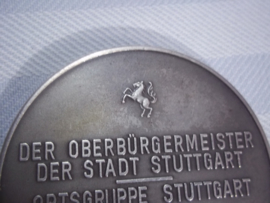 DER OBERBÜRGERMEISTER
DER STADT STUTTGART
ORTSGRUPPE STUTTGART